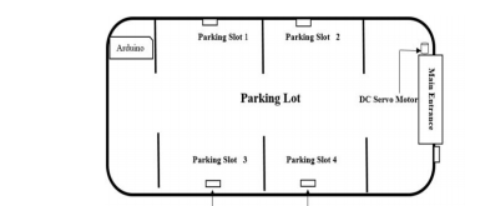 Parking Slot 1
Parking Slot 2
Arduino
Parking Lot
DC Servo Motor
Main Entrance
Parking Slot 3
Parking Slot 4